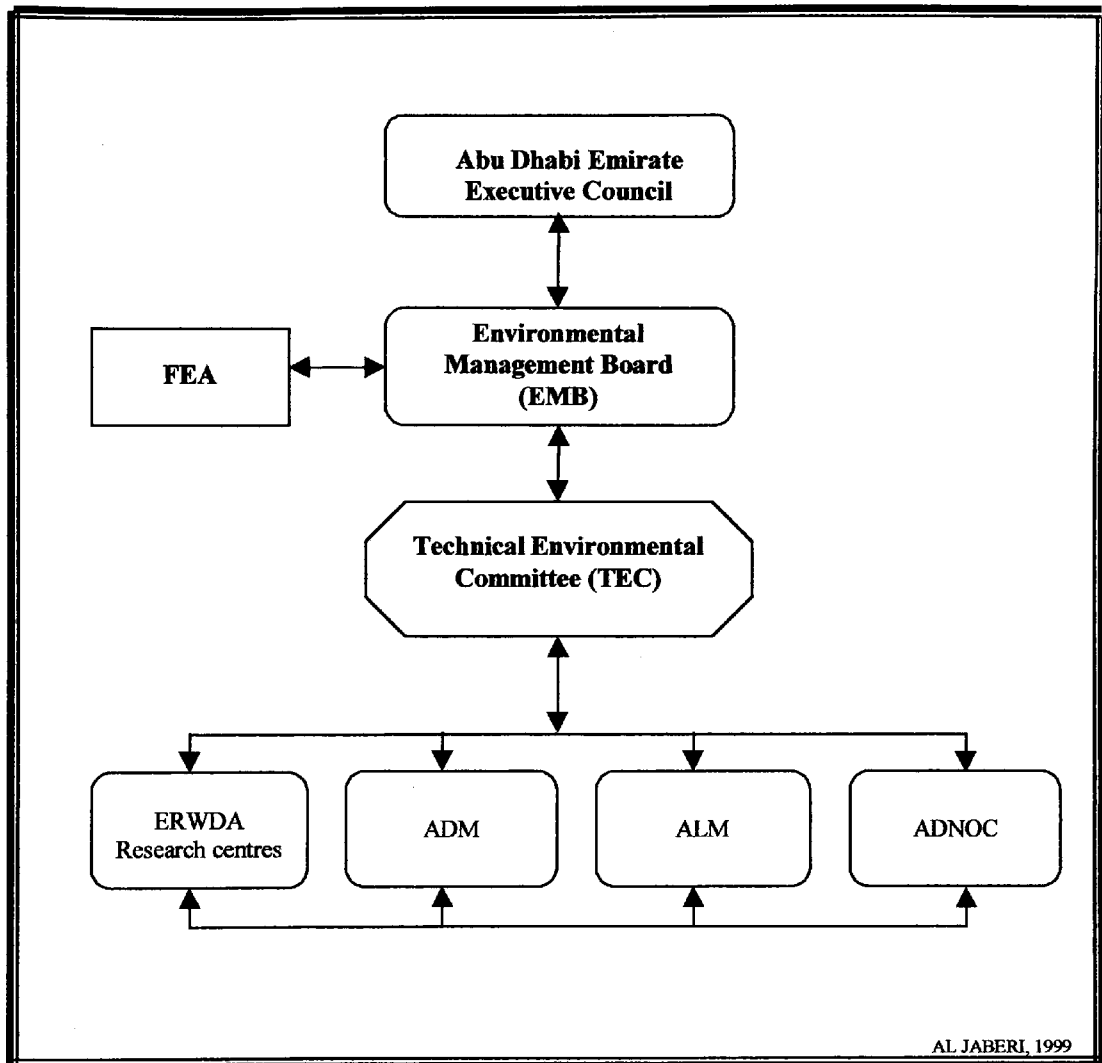 Abu Dhabi Emirate
Executive Council
Environmental
Management Board
(EMB)
FEA
Technical Environmental
Committee (TEC)
ERWDA
Research centres
ADM
ALM
ADNOC
AL JABERI, 1999